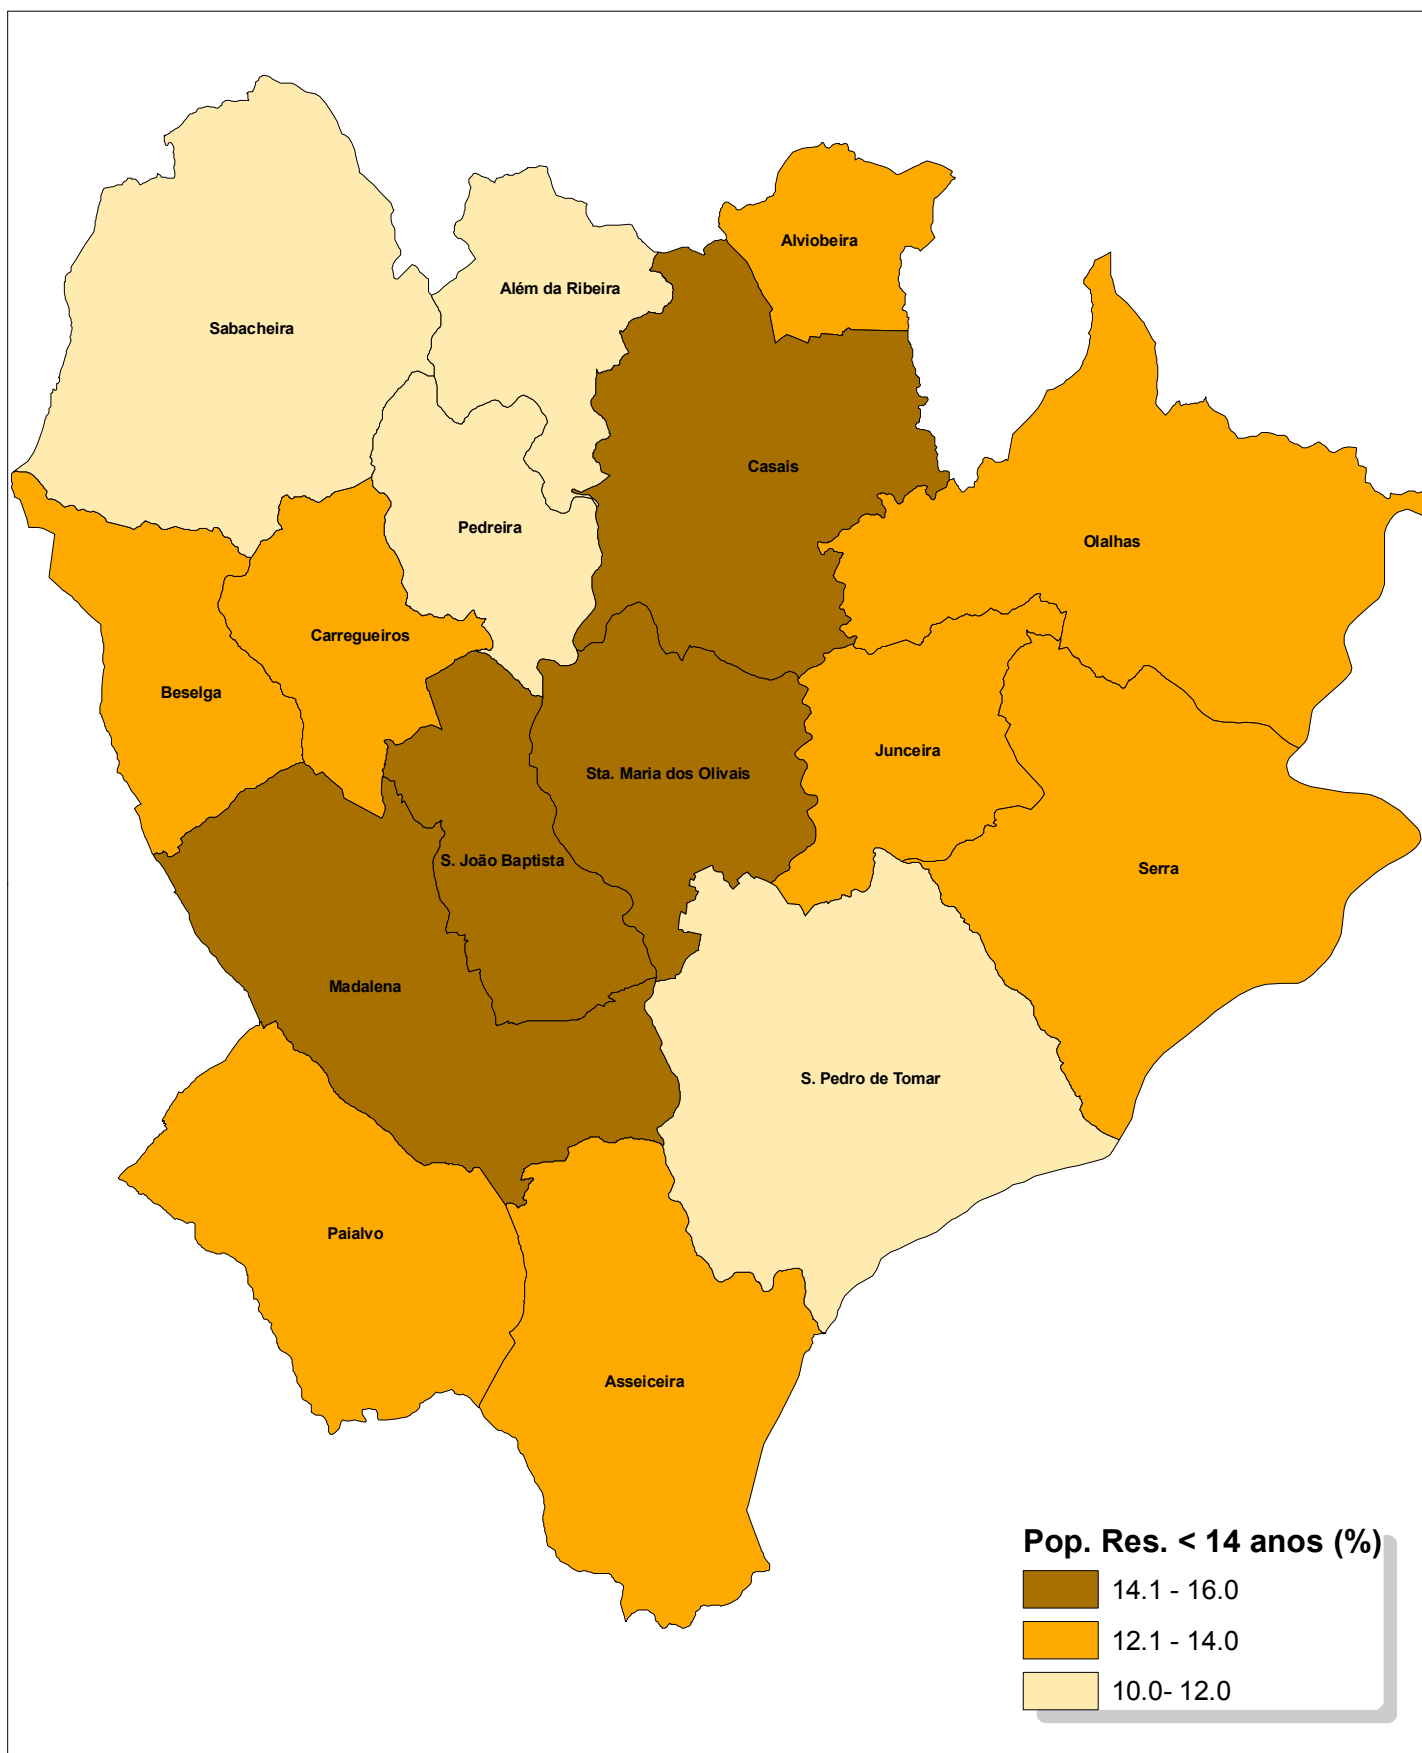 Alviobeira
Além da Ribeira
Sabacheira
Casais
Pedreira
Olalhas
Carregueiros
Beselga
Junceira
Sta. Maria dos Olivais
S. João Baptista
Serra
Madalena
S. Pedro de Tomar
Paialvo
Asseiceira
Pop. Res. < 14 anos (%)
14.1 - 16.0
12.1 - 14.0
10.0- 12.0